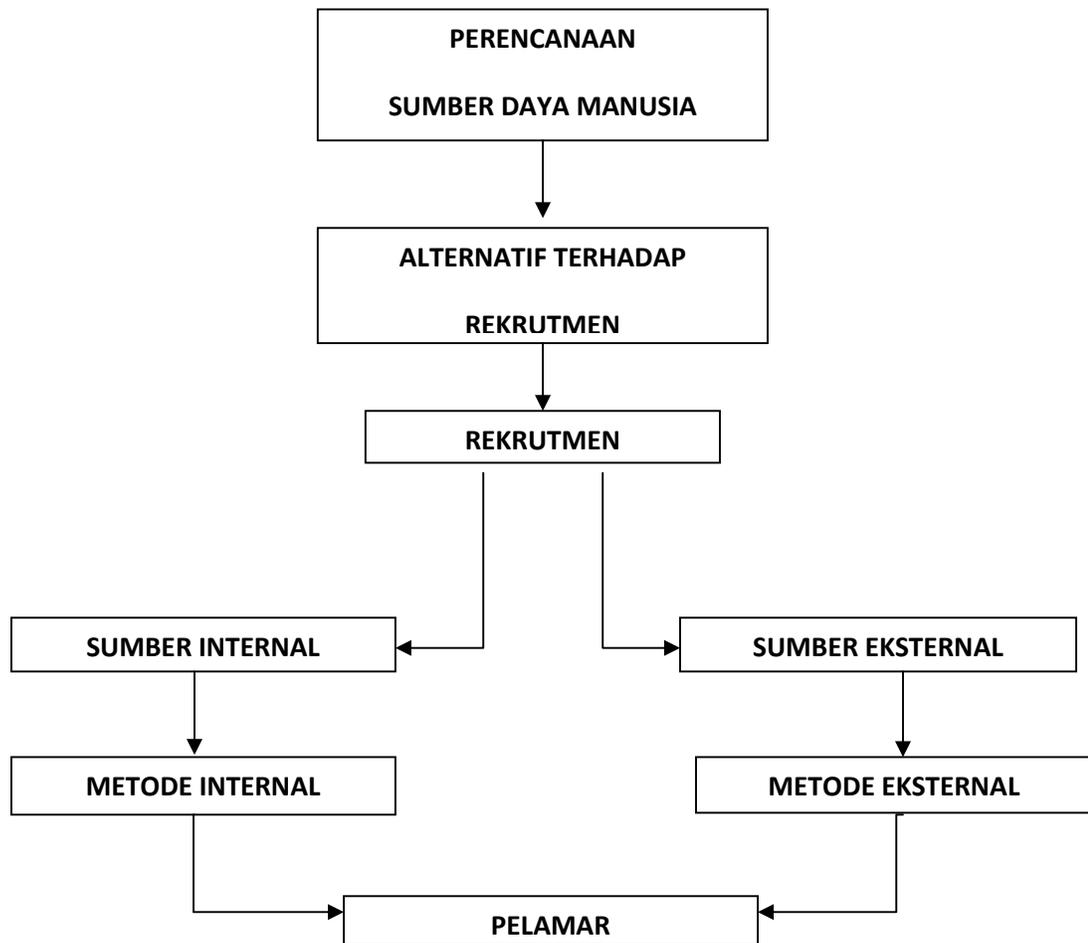 PERENCANAAN
SUMBER DAYA MANUSIA
ALTERNATIF TERHADAP
REKRUTMEN
REKRUTMEN
SUMBER INTERNAL
SUMBER EKSTERNAL
METODE INTERNAL
METODE EKSTERNAL
PELAMAR